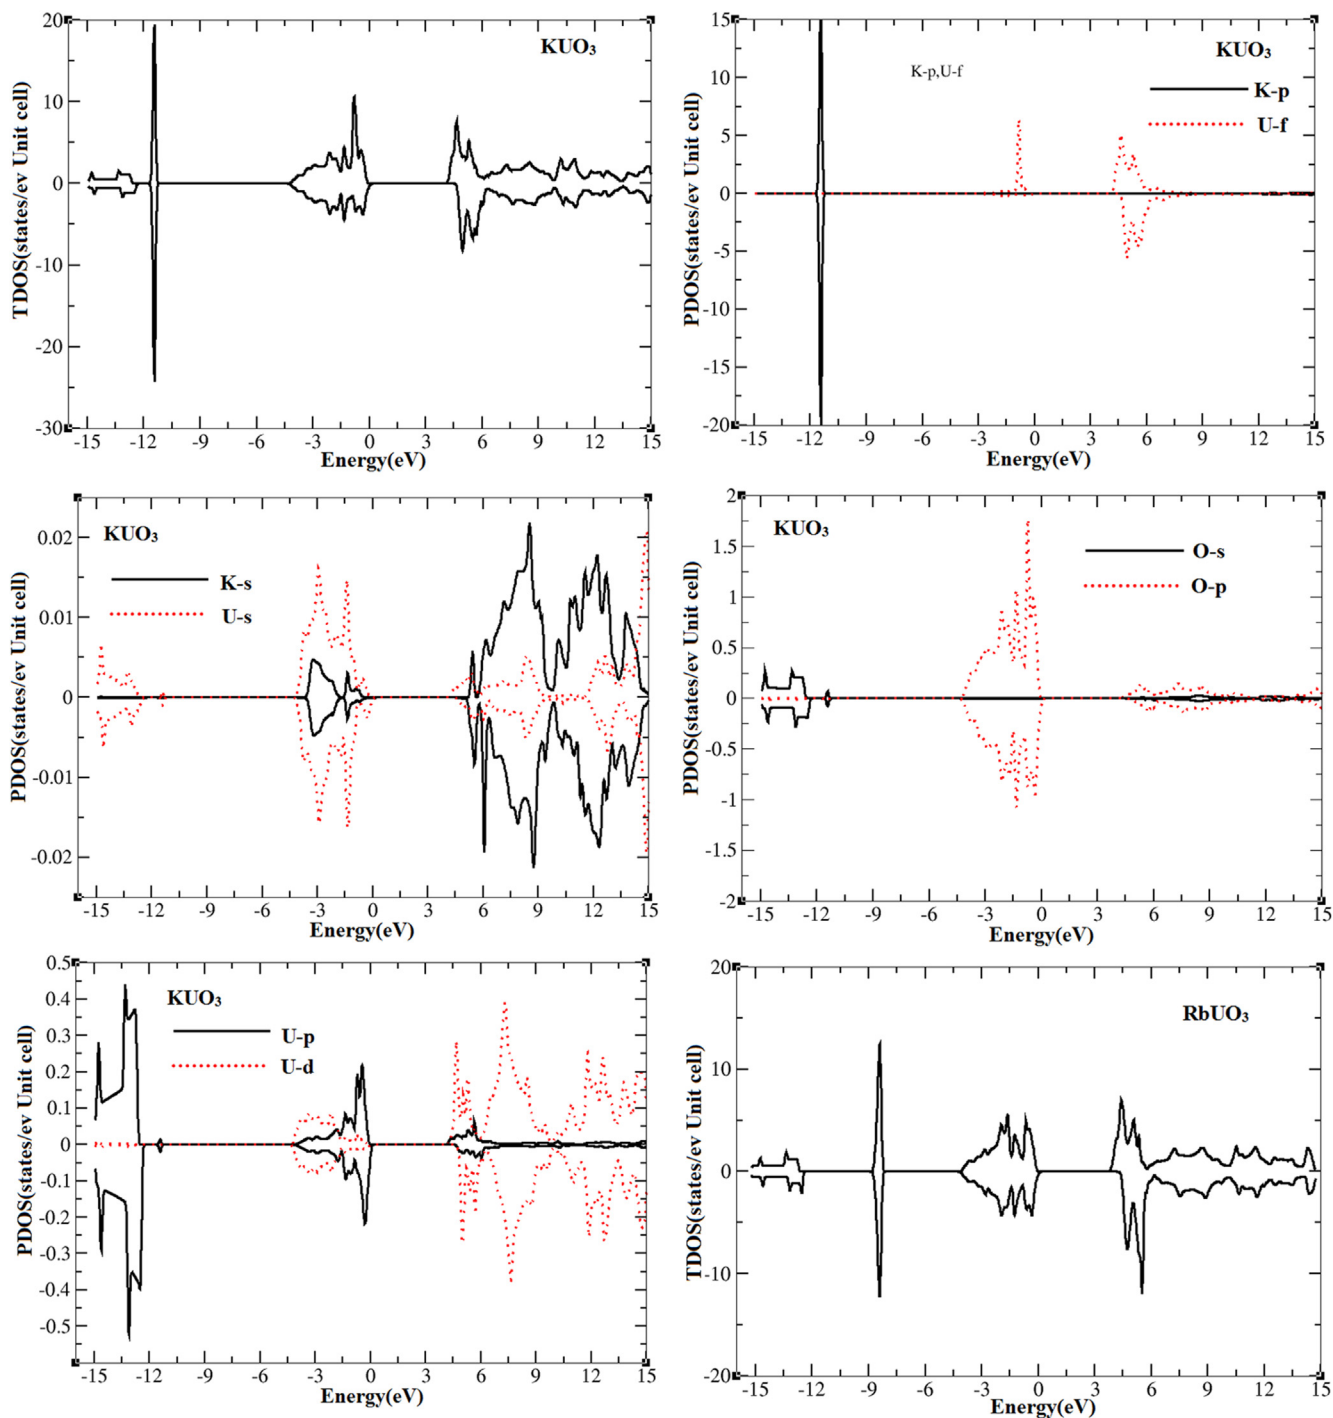 20
10
0
-10
-20
-30
TDOS(states/ev Unit cell)
KUO₃
-15 -12 -9 -6 -3 0 3 6 9 12 15
Energy(eV)
15
10
5
0
-5
-10
-15
-20
PDOS(states/ev Unit cell)
KUO₃
K-p,U-f
K-p
U-f
-15 -12 -9 -6 -3 0 3 6 9 12 15
Energy(eV)
0.02
0.01
0
-0.01
-0.02
PDOS(states/ev Unit cell)
KUO₃
K-s
U-s
-15 -12 -9 -6 -3 0 3 6 9 12 15
Energy(eV)
2
1.5
1
0.5
0
-0.5
-1
-1.5
-2
PDOS(states/ev Unit cell)
KUO₃
O-s
O-p
-15 -12 -9 -6 -3 0 3 6 9 12 15
Energy(eV)
0.5
0.4
0.3
0.2
0.1
0
-0.1
-0.2
-0.3
-0.4
-0.5
PDOS(states/ev Unit cell)
KUO₃
U-p
U-d
-15 -12 -9 -6 -3 0 3 6 9 12 15
Energy(eV)
20
10
0
-10
-20
TDOS(states/ev Unit cell)
RbUO₃
-15 -12 -9 -6 -3 0 3 6 9 12 15
Energy(eV)